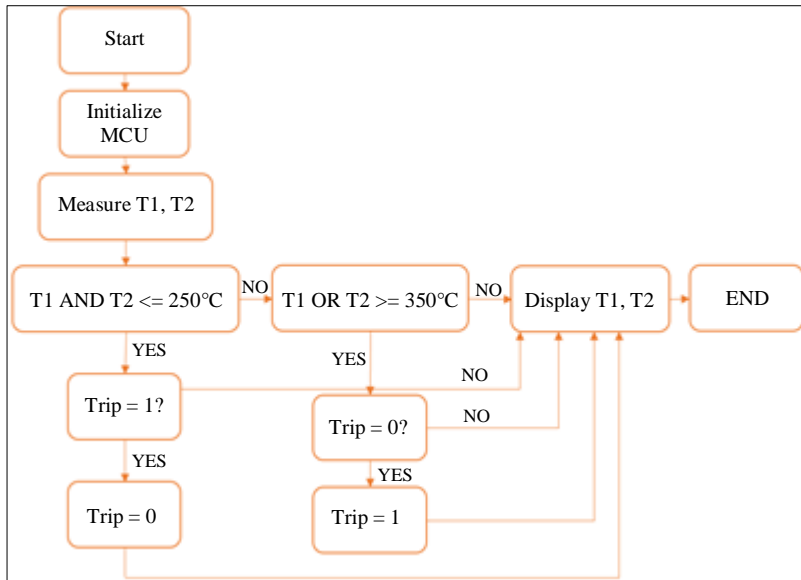 Start
Initialize
MCU
Measure T1, T2
T1 AND T2 <= 250°C
NO
T1 OR T2 >= 350°C
NO
Display T1, T2
END
YES
YES
Trip = 1?
NO
Trip = 0?
NO
YES
YES
Trip = 0
Trip = 1